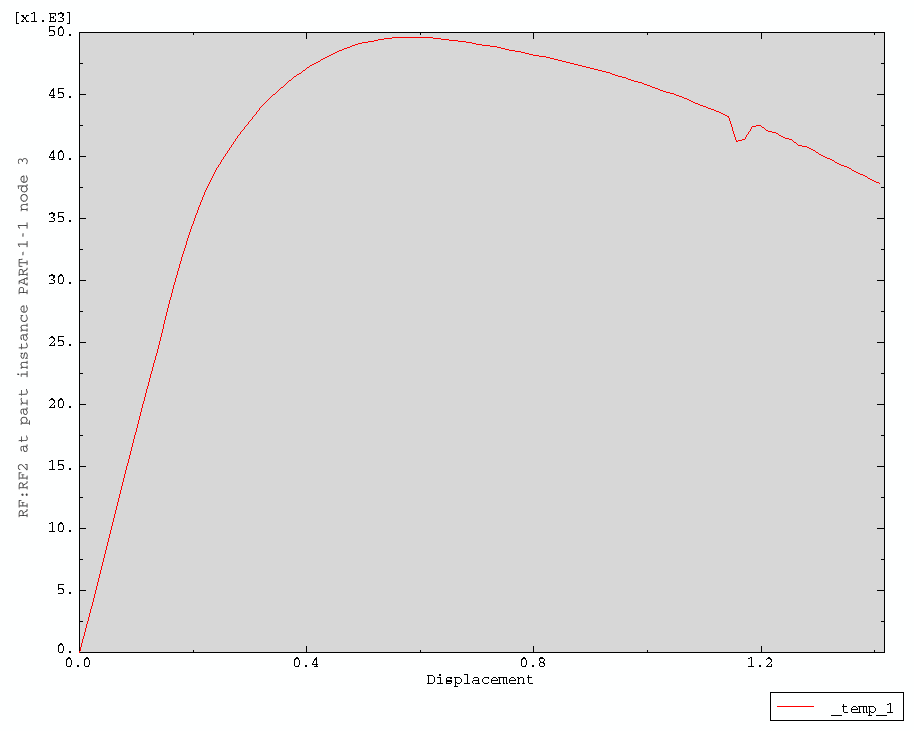 [x1.E3]
50.
45.
40.
35.
30.
25.
20.
15.
10.
5.
0.
RF:RF2 at part instance PART-1-1 node 3
0.0 0.4 0.8 1.2
Displacement
_temp_1